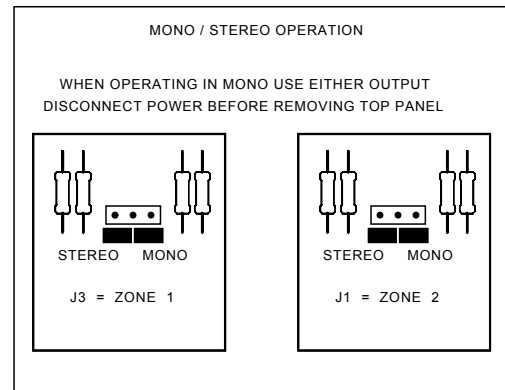 MONO / STEREO OPERATION
WHEN OPERATING IN MONO USE EITHER OUTPUT
DISCONNECT POWER BEFORE REMOVING TOP PANEL
STEREO MONO
J3 = ZONE 1
STEREO MONO
J1 = ZONE 2